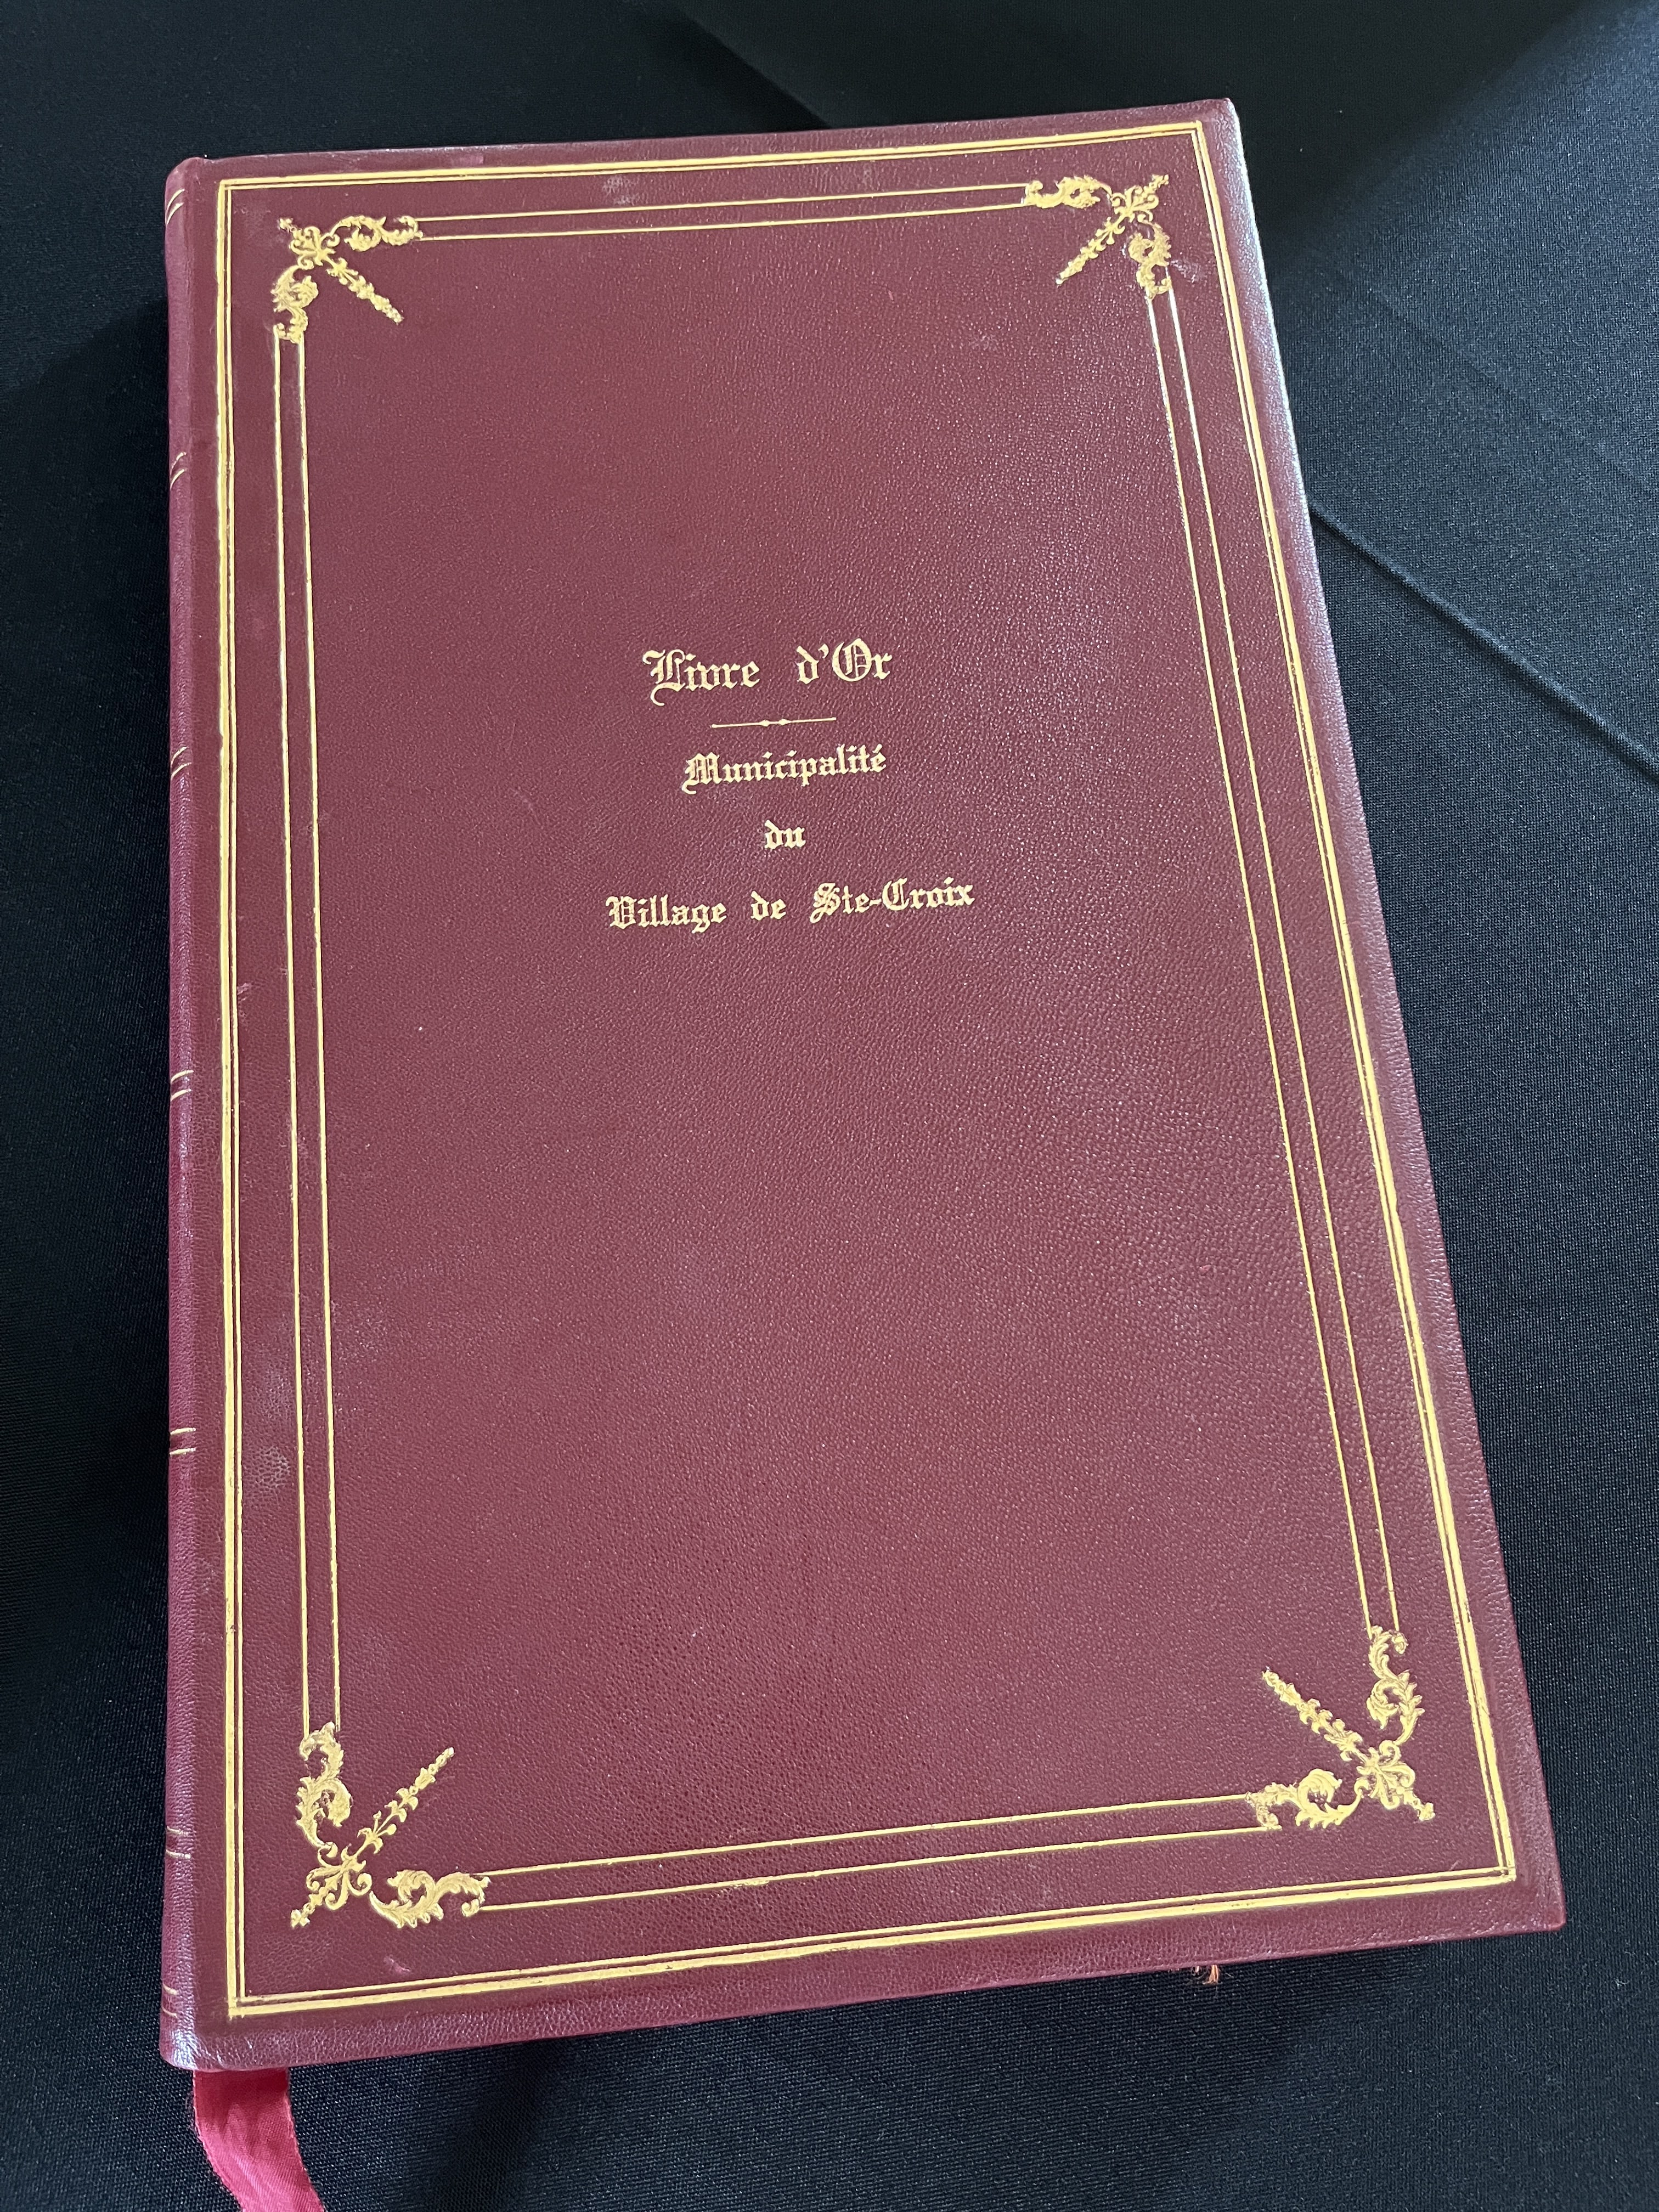 Livre d'Or
Municipalité
du
Village de Ste-Croix